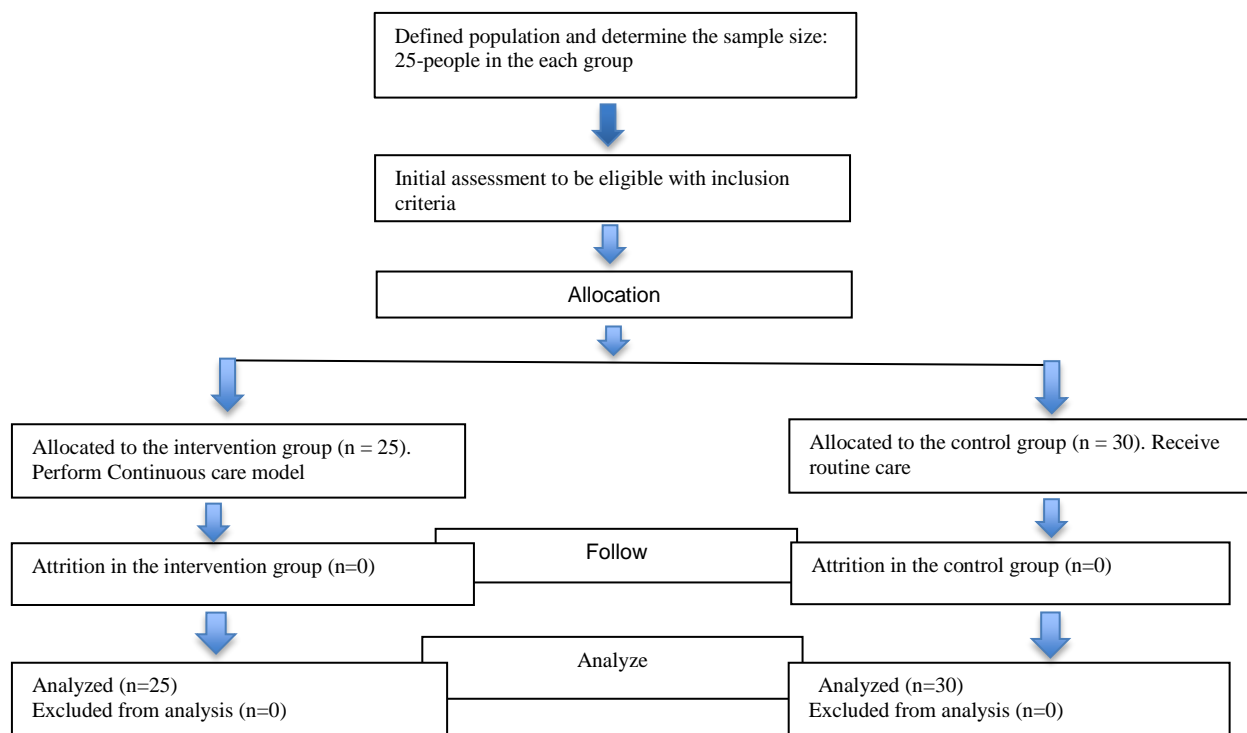 Defined population and determine the sample size:
25-people in the each group
Initial assessment to be eligible with inclusion
criteria
Allocation
Allocated to the intervention group (n = 25).
Perform Continuous care model
Allocated to the control group (n = 30). Receive
routine care
Attrition in the intervention group (n=0)
Follow
Attrition in the control group (n=0)
Analyze
Analyzed (n=25)
Excluded from analysis (n=0)
Analyzed (n=30)
Excluded from analysis (n=0)